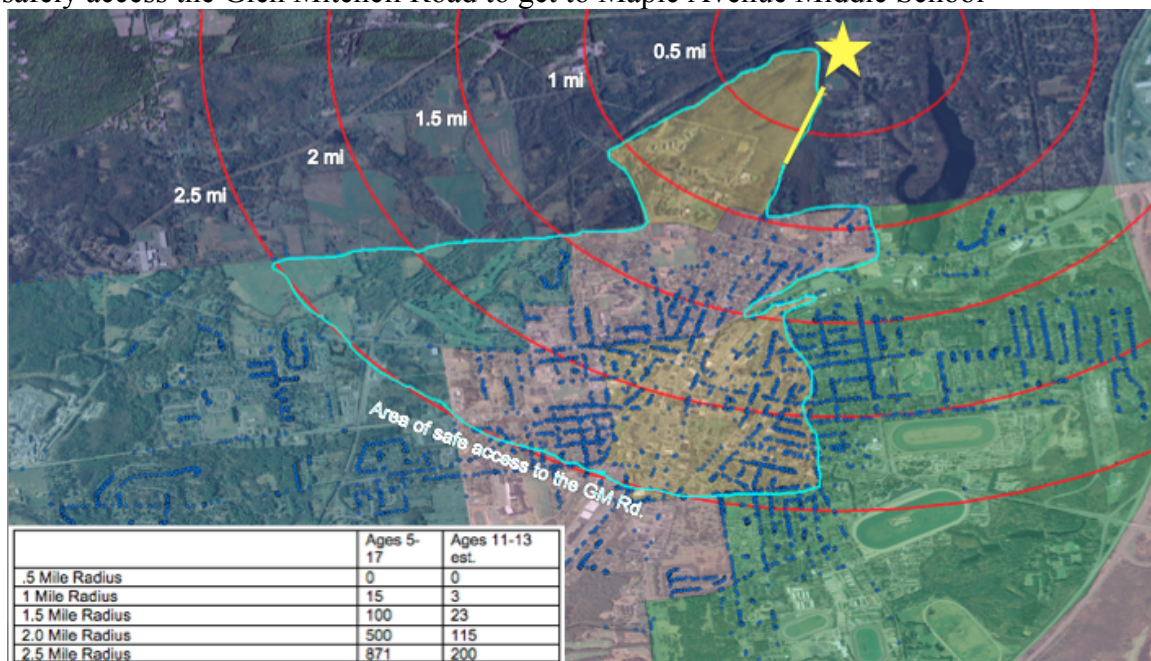 safely access the Glen Mitchell Road to get to Maple Avenue Middle School
0.5 mi
1 mi
1.5 mi
2 mi
2.5 mi
Area of safe access to the GM Rd.
Ages 5-17 Ages 11-13 est.
.5 Mile Radius 0 0
1 Mile Radius 15 3
1.5 Mile Radius 100 23
2.0 Mile Radius 500 115
2.5 Mile Radius 871 200